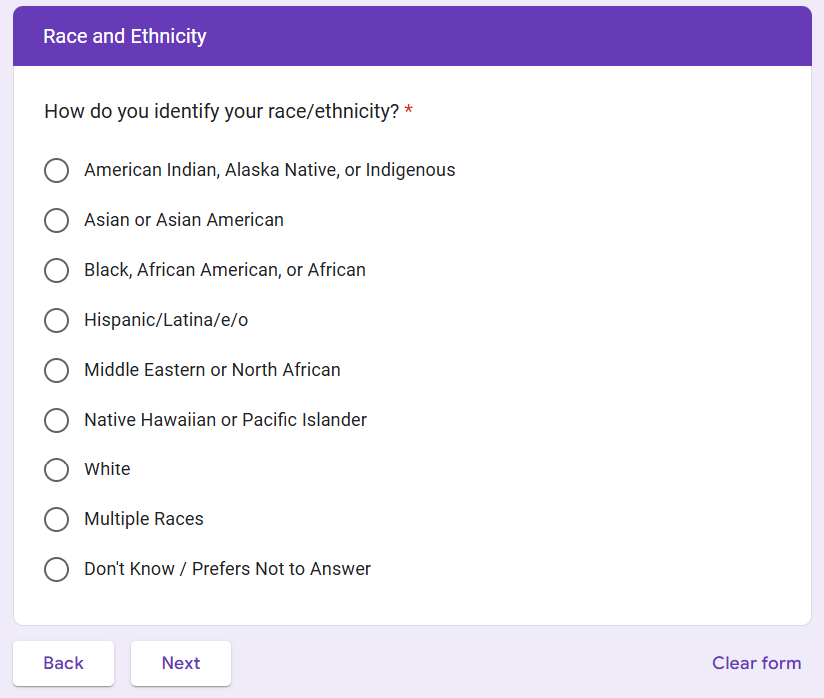 Race and Ethnicity
How do you identify your race/ethnicity? *
American Indian, Alaska Native, or Indigenous
Asian or Asian American
Black, African American, or African
Hispanic/Latina/e/o
Middle Eastern or North African
Native Hawaiian or Pacific Islander
White
Multiple Races
Don't Know / Prefers Not to Answer
Back Next Clear form